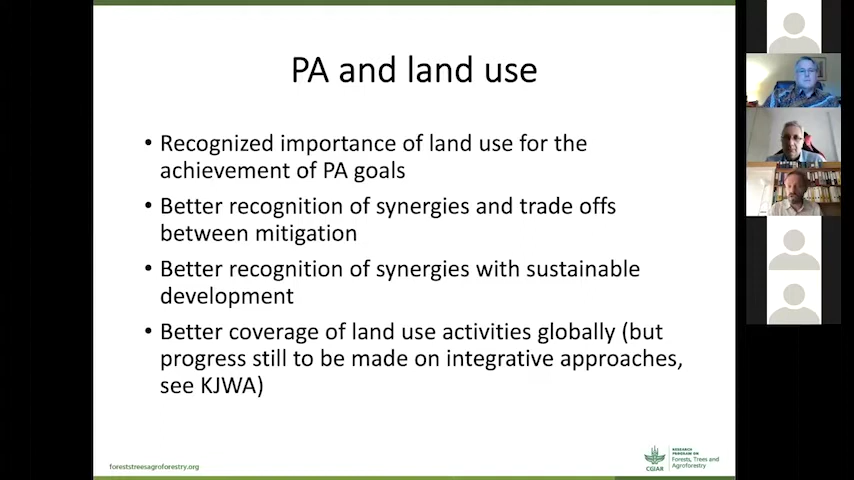 PA and land use
• Recognized importance of land use for the
achievement of PA goals
• Better recognition of synergies and trade offs
between mitigation
• Better recognition of synergies with sustainable
development
• Better coverage of land use activities globally (but
progress still to be made on integrative approaches,
see KJWA)
foreststreesagroforestry.org
CGIAR
RESEARCH
PROGRAM ON
Forests, Trees and
Agroforestry